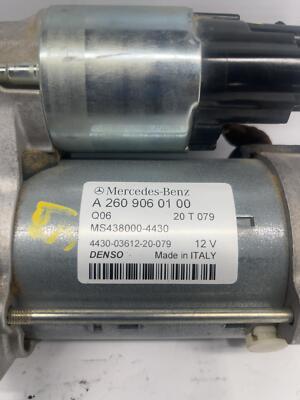 Mercedes-Benz
A 260 906 01 00
Q06 20 T 079
MS438000-4430
4430-03612-20-079 12 V
DENSO Made in ITALY